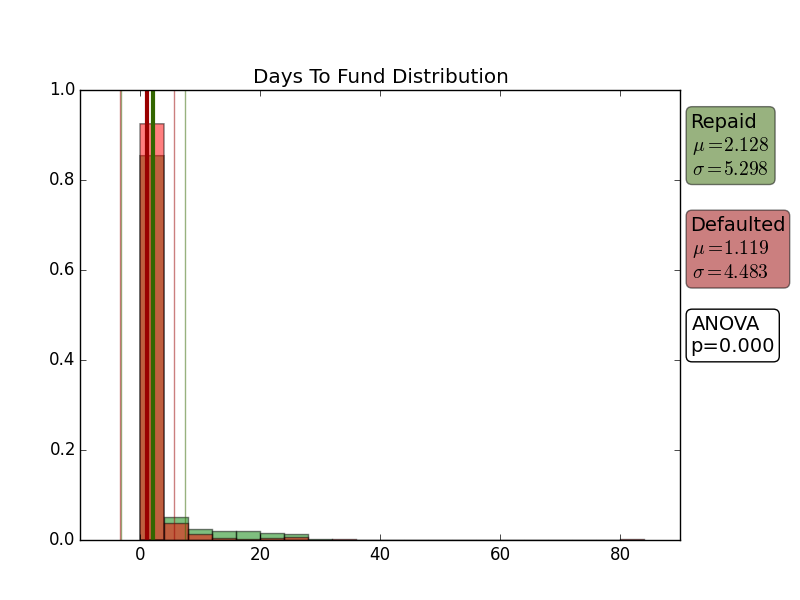 Days To Fund Distribution
1.0
0.8
0.6
0.4
0.2
0.0
0 20 40 60 80
Repaid
μ=2.128
σ=5.298
Defaulted
μ=1.119
σ=4.483
ANOVA
p=0.000